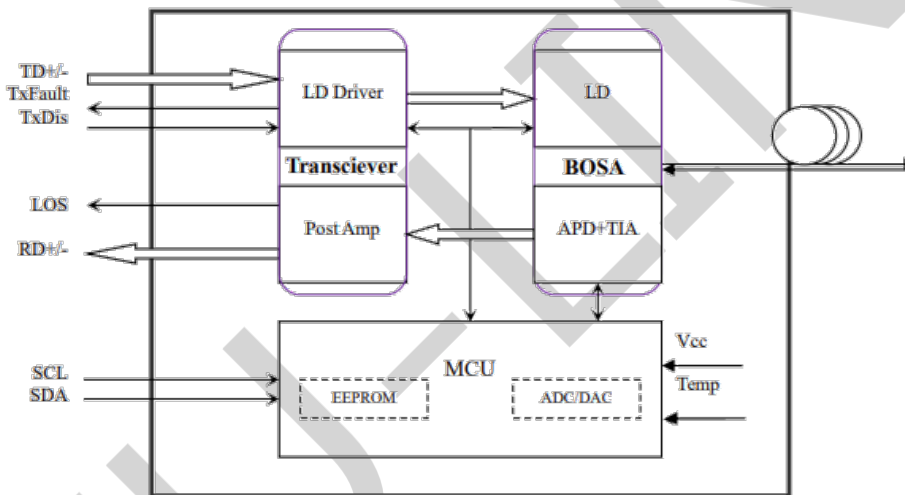 TD+/-
TxFault
TxDis
LOS
RD+/-
SCL
SDA
LD Driver
Transciever
Post Amp
LD
BOSA
APD+TIA
MCU
EEPROM
ADC/DAC
Vcc
Temp